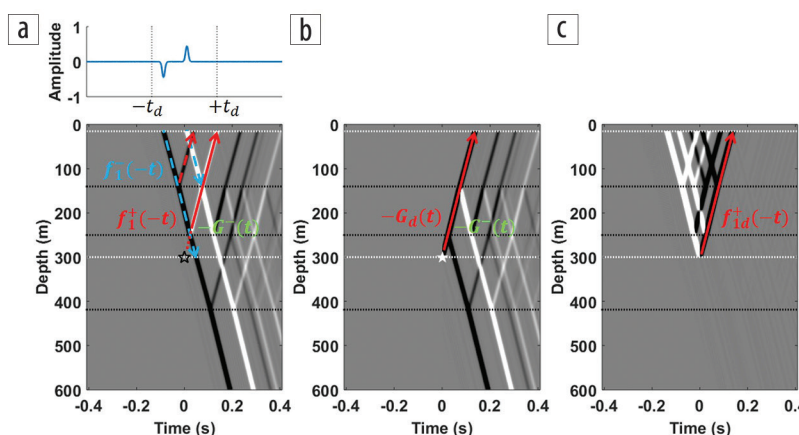 a
b
c
Amplitude
1
0
-1
−t_d +t_d
Depth (m)
0
100
200
300
400
500
600
f_1^−(−t)
f_1^+(−t)
−G^−(t)
-0.4 -0.2 0 0.2 0.4
Time (s)
Depth (m)
0
100
200
300
400
500
600
−G_d(t)
−G^−(t)
-0.4 -0.2 0 0.2 0.4
Time (s)
Depth (m)
0
100
200
300
400
500
600
f_{1d}^+(−t)
-0.4 -0.2 0 0.2 0.4
Time (s)